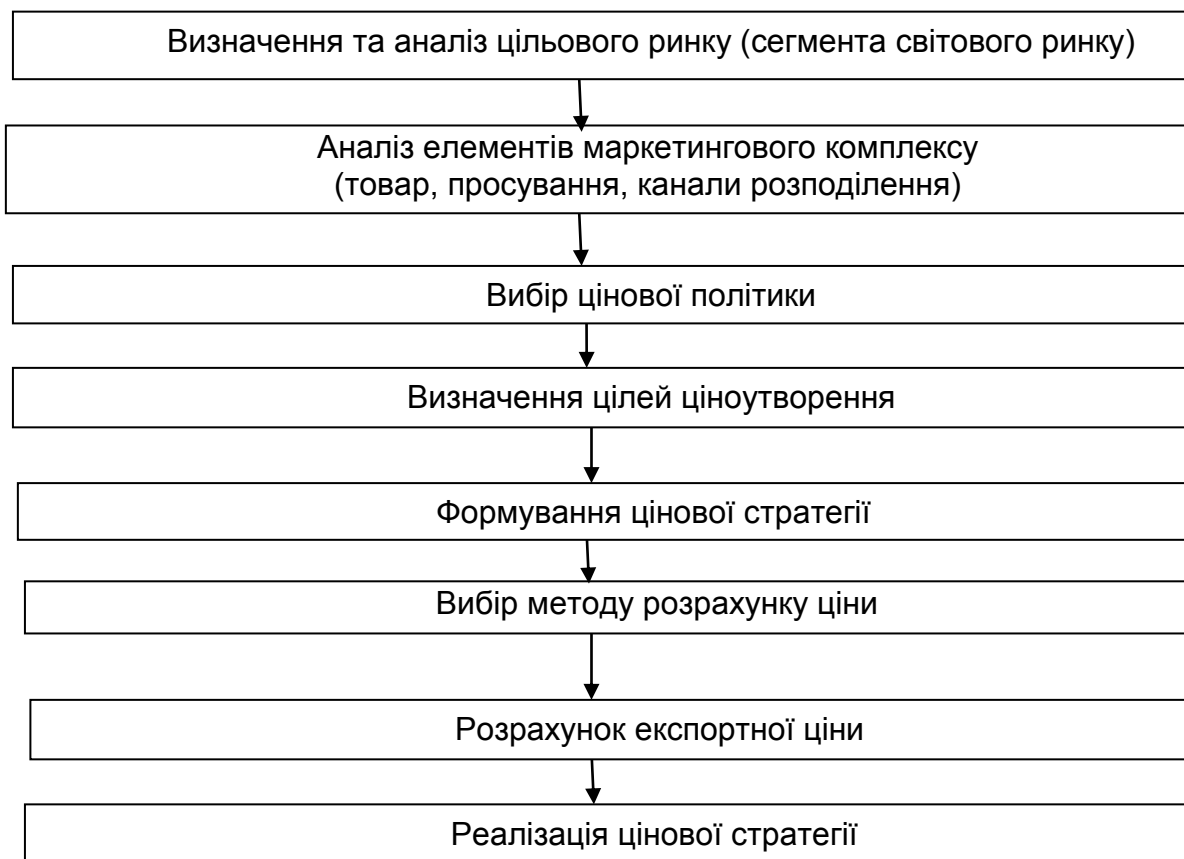 Визначення та аналіз цільового ринку (сегмента світового ринку)
Аналіз елементів маркетингового комплексу
(товар, просування, канали розподілення)
Вибір цінової політики
Визначення цілей ціноутворення
Формування цінової стратегії
Вибір методу розрахунку ціни
Розрахунок експортної ціни
Реалізація цінової стратегії